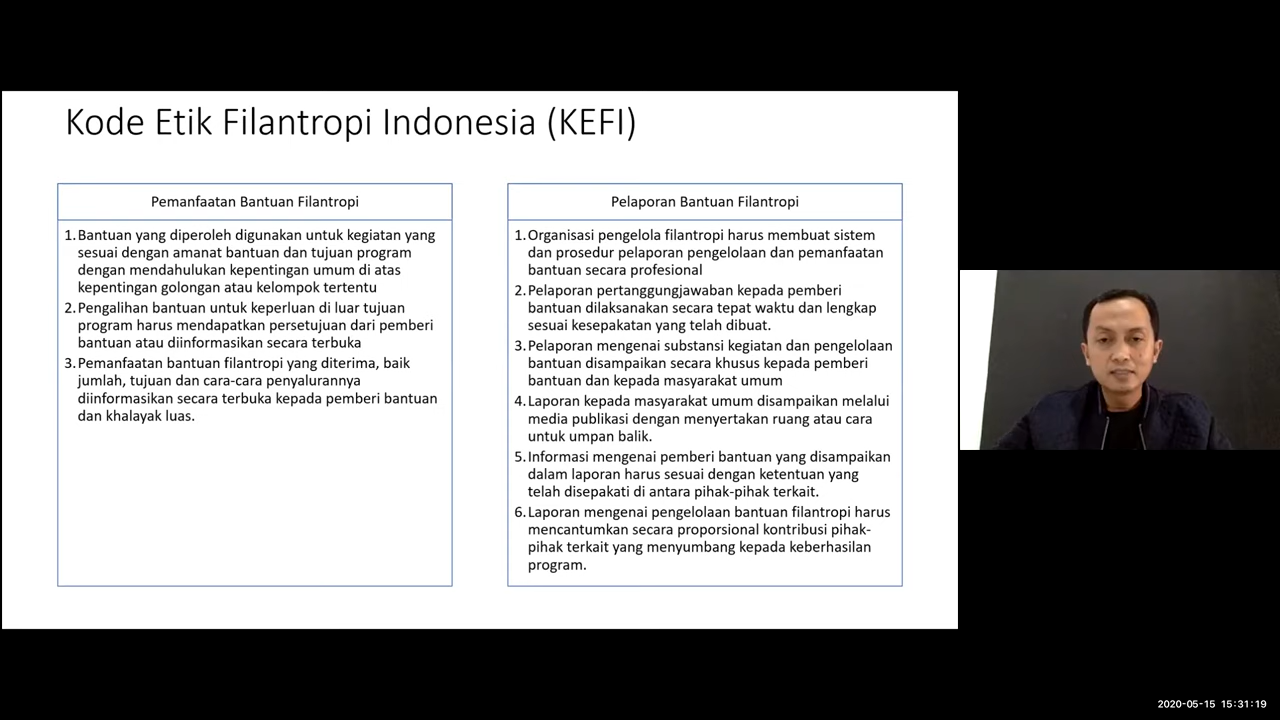 Kode Etik Filantropi Indonesia (KEFI)
Pemanfaatan Bantuan Filantropi
1. Bantuan yang diperoleh digunakan untuk kegiatan yang
sesuai dengan amanat bantuan dan tujuan program
dengan mendahulukan kepentingan umum di atas
kepentingan golongan atau kelompok tertentu
2. Pengalihan bantuan untuk keperluan di luar tujuan
program harus mendapatkan persetujuan dari pemberi
bantuan atau diinformasikan secara terbuka
3. Pemanfaatan bantuan filantropi yang diterima, baik
jumlah, tujuan dan cara-cara penyalurannya
diinformasikan secara terbuka kepada pemberi bantuan
dan khalayak luas.
Pelaporan Bantuan Filantropi
1. Organisasi pengelola filantropi harus membuat sistem
dan prosedur pelaporan pengelolaan dan pemanfaatan
bantuan secara profesional
2. Pelaporan pertanggungjawaban kepada pemberi
bantuan dilaksanakan secara tepat waktu dan lengkap
sesuai kesepakatan yang telah dibuat.
3. Pelaporan mengenai substansi kegiatan dan pengelolaan
bantuan disampaikan secara khusus kepada pemberi
bantuan dan kepada masyarakat umum
4. Laporan kepada masyarakat umum disampaikan melalui
media publikasi dengan menyertakan ruang atau cara
untuk umpan balik.
5. Informasi mengenai pemberi bantuan yang disampaikan
dalam laporan harus sesuai dengan ketentuan yang
telah disepakati di antara pihak-pihak terkait.
6. Laporan mengenai pengelolaan bantuan filantropi harus
mencantumkan secara proporsional kontribusi pihak-
pihak terkait yang menyumbang kepada keberhasilan
program.
2020-05-15 15:31:19